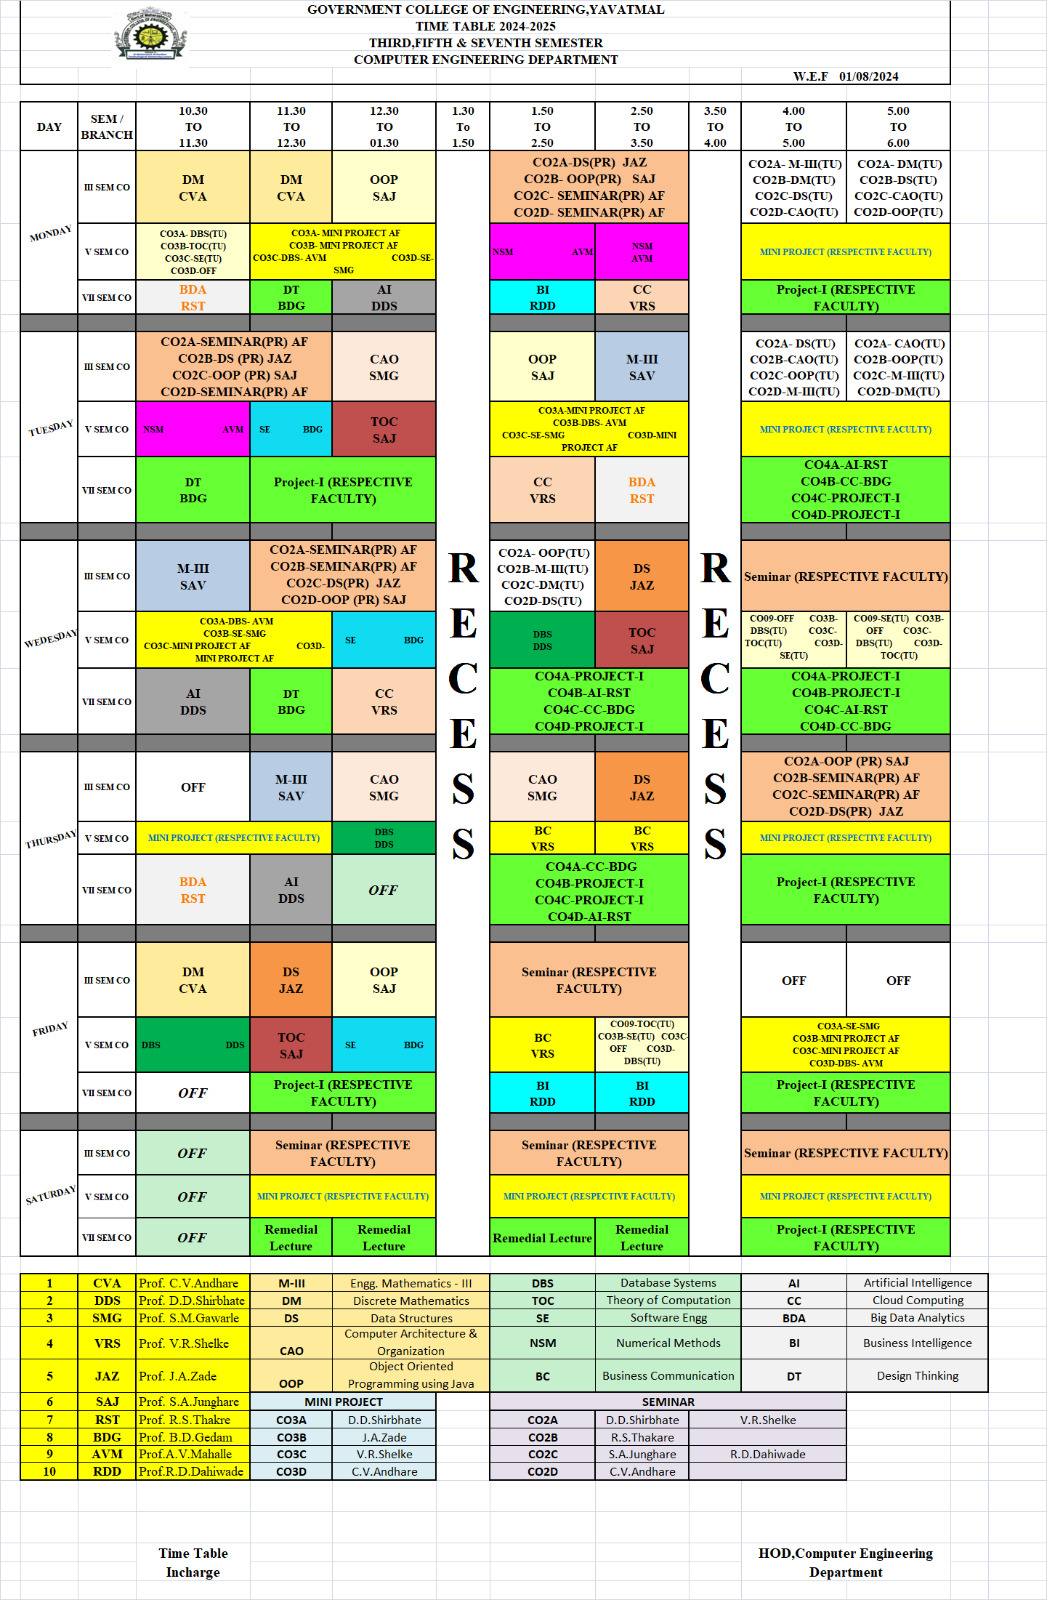 GOVERNMENT COLLEGE OF ENGINEERING,YAVATMAL
TIME TABLE 2024-2025
THIRD,FIFTH & SEVENTH SEMESTER
COMPUTER ENGINEERING DEPARTMENT
W.E.F 01/08/2024
DAY
SEM /
BRANCH
10.30
TO
11.30
11.30
TO
12.30
12.30
TO
01.30
1.30
To
1.50
1.50
TO
2.50
2.50
TO
3.50
3.50
TO
4.00
4.00
TO
5.00
5.00
TO
6.00
MONDAY
III SEM CO
DM
CVA
DM
CVA
OOP
SAJ
CO2A-DS(PR) JAZ
CO2B- OOP(PR) SAJ
CO2C- SEMINAR(PR) AF
CO2D- SEMINAR(PR) AF
CO2A- M-III(TU)
CO2B-DM(TU)
CO2C-DS(TU)
CO2D-CAO(TU)
CO2A- DM(TU)
CO2B-DS(TU)
CO2C-CAO(TU)
CO2D-OOP(TU)
V SEM CO
CO3A- DBS(TU)
CO3B-TOC(TU)
CO3C-SE(TU)
CO3D-OFF
CO3A- MINI PROJECT AF
CO3B- MINI PROJECT AF
CO3C-DBS- AVM CO3D-SE-
SMG
NSM AVM
NSM
AVM
MINI PROJECT (RESPECTIVE FACULTY)
VII SEM CO
BDA
RST
DT
BDG
AI
DDS
BI
RDD
CC
VRS
Project-I (RESPECTIVE
FACULTY)
TUESDAY
III SEM CO
CO2A-SEMINAR(PR) AF
CO2B-DS (PR) JAZ
CO2C-OOP (PR) SAJ
CO2D-SEMINAR(PR) AF
CAO
SMG
OOP
SAJ
M-III
SAV
CO2A- DS(TU)
CO2B-CAO(TU)
CO2C-OOP(TU)
CO2D-M-III(TU)
CO2A- CAO(TU)
CO2B-OOP(TU)
CO2C-M-III(TU)
CO2D-DM(TU)
V SEM CO
NSM AVM
SE BDG
TOC
SAJ
CO3A-MINI PROJECT AF
CO3B-DBS- AVM
CO3C-SE-SMG CO3D-MINI
PROJECT AF
MINI PROJECT (RESPECTIVE FACULTY)
VII SEM CO
DT
BDG
Project-I (RESPECTIVE
FACULTY)
CC
VRS
BDA
RST
CO4A-AI-RST
CO4B-CC-BDG
CO4C-PROJECT-I
CO4D-PROJECT-I
R
E
C
E
S
S
R
E
C
E
S
S
WEDESDAY
III SEM CO
M-III
SAV
CO2A-SEMINAR(PR) AF
CO2B-SEMINAR(PR) AF
CO2C-DS(PR) JAZ
CO2D-OOP (PR) SAJ
CO2A- OOP(TU)
CO2B-M-III(TU)
CO2C-DM(TU)
CO2D-DS(TU)
DS
JAZ
Seminar (RESPECTIVE FACULTY)
V SEM CO
CO3A-DBS- AVM
CO3B-SE-SMG
CO3C-MINI PROJECT AF CO3D-
MINI PROJECT AF
SE BDG
DBS
DDS
TOC
SAJ
CO09-OFF CO3B-
DBS(TU) CO3C-
TOC(TU) CO3D-
SE(TU)
CO09-SE(TU) CO3B-
OFF CO3C-
DBS(TU) CO3D-
TOC(TU)
VII SEM CO
AI
DDS
DT
BDG
CC
VRS
CO4A-PROJECT-I
CO4B-AI-RST
CO4C-CC-BDG
CO4D-PROJECT-I
CO4A-PROJECT-I
CO4B-PROJECT-I
CO4C-AI-RST
CO4D-CC-BDG
THURSDAY
III SEM CO
OFF
M-III
SAV
CAO
SMG
CAO
SMG
DS
JAZ
CO2A-OOP (PR) SAJ
CO2B-SEMINAR(PR) AF
CO2C-SEMINAR(PR) AF
CO2D-DS(PR) JAZ
V SEM CO
MINI PROJECT (RESPECTIVE FACULTY)
DBS
DDS
BC
VRS
BC
VRS
MINI PROJECT (RESPECTIVE FACULTY)
VII SEM CO
BDA
RST
AI
DDS
OFF
CO4A-CC-BDG
CO4B-PROJECT-I
CO4C-PROJECT-I
CO4D-AI-RST
Project-I (RESPECTIVE
FACULTY)
FRIDAY
III SEM CO
DM
CVA
DS
JAZ
OOP
SAJ
Seminar (RESPECTIVE
FACULTY)
OFF
OFF
V SEM CO
DBS DDS
TOC
SAJ
SE BDG
BC
VRS
CO09-TOC(TU)
CO3B-SE(TU) CO3C-
OFF CO3D-
DBS(TU)
CO3A-SE-SMG
CO3B-MINI PROJECT AF
CO3C-MINI PROJECT AF
CO3D-DBS- AVM
VII SEM CO
OFF
Project-I (RESPECTIVE
FACULTY)
BI
RDD
BI
RDD
Project-I (RESPECTIVE
FACULTY)
SATURDAY
III SEM CO
OFF
Seminar (RESPECTIVE
FACULTY)
Seminar (RESPECTIVE
FACULTY)
Seminar (RESPECTIVE FACULTY)
V SEM CO
OFF
MINI PROJECT (RESPECTIVE FACULTY)
MINI PROJECT (RESPECTIVE FACULTY)
MINI PROJECT (RESPECTIVE FACULTY)
VII SEM CO
OFF
Remedial
Lecture
Remedial
Lecture
Remedial Lecture
Remedial
Lecture
Project-I (RESPECTIVE
FACULTY)
1 CVA Prof. C.V.Andhare M-III Engg. Mathematics - III DBS Database Systems AI Artificial Intelligence
2 DDS Prof. D.D.Shirbhate DM Discrete Mathematics TOC Theory of Computation CC Cloud Computing
3 SMG Prof. S.M.Gawarle DS Data Structures SE Software Engg BDA Big Data Analytics
4 VRS Prof. V.R.Shelke CAO Computer Architecture &
Organization NSM Numerical Methods BI Business Intelligence
5 JAZ Prof. J.A.Zade OOP Object Oriented
Programming using Java BC Business Communication DT Design Thinking
6 SAJ Prof. S.A.Junghare MINI PROJECT SEMINAR
7 RST Prof. R.S.Thakre CO3A D.D.Shirbhate CO2A D.D.Shirbhate V.R.Shelke
8 BDG Prof. B.D.Gedam CO3B J.A.Zade CO2B R.S.Thakare
9 AVM Prof.A.V.Mahalle CO3C V.R.Shelke CO2C S.A.Junghare R.D.Dahiwade
10 RDD Prof.R.D.Dahiwade CO3D C.V.Andhare CO2D C.V.Andhare
Time Table
Incharge
HOD,Computer Engineering
Department